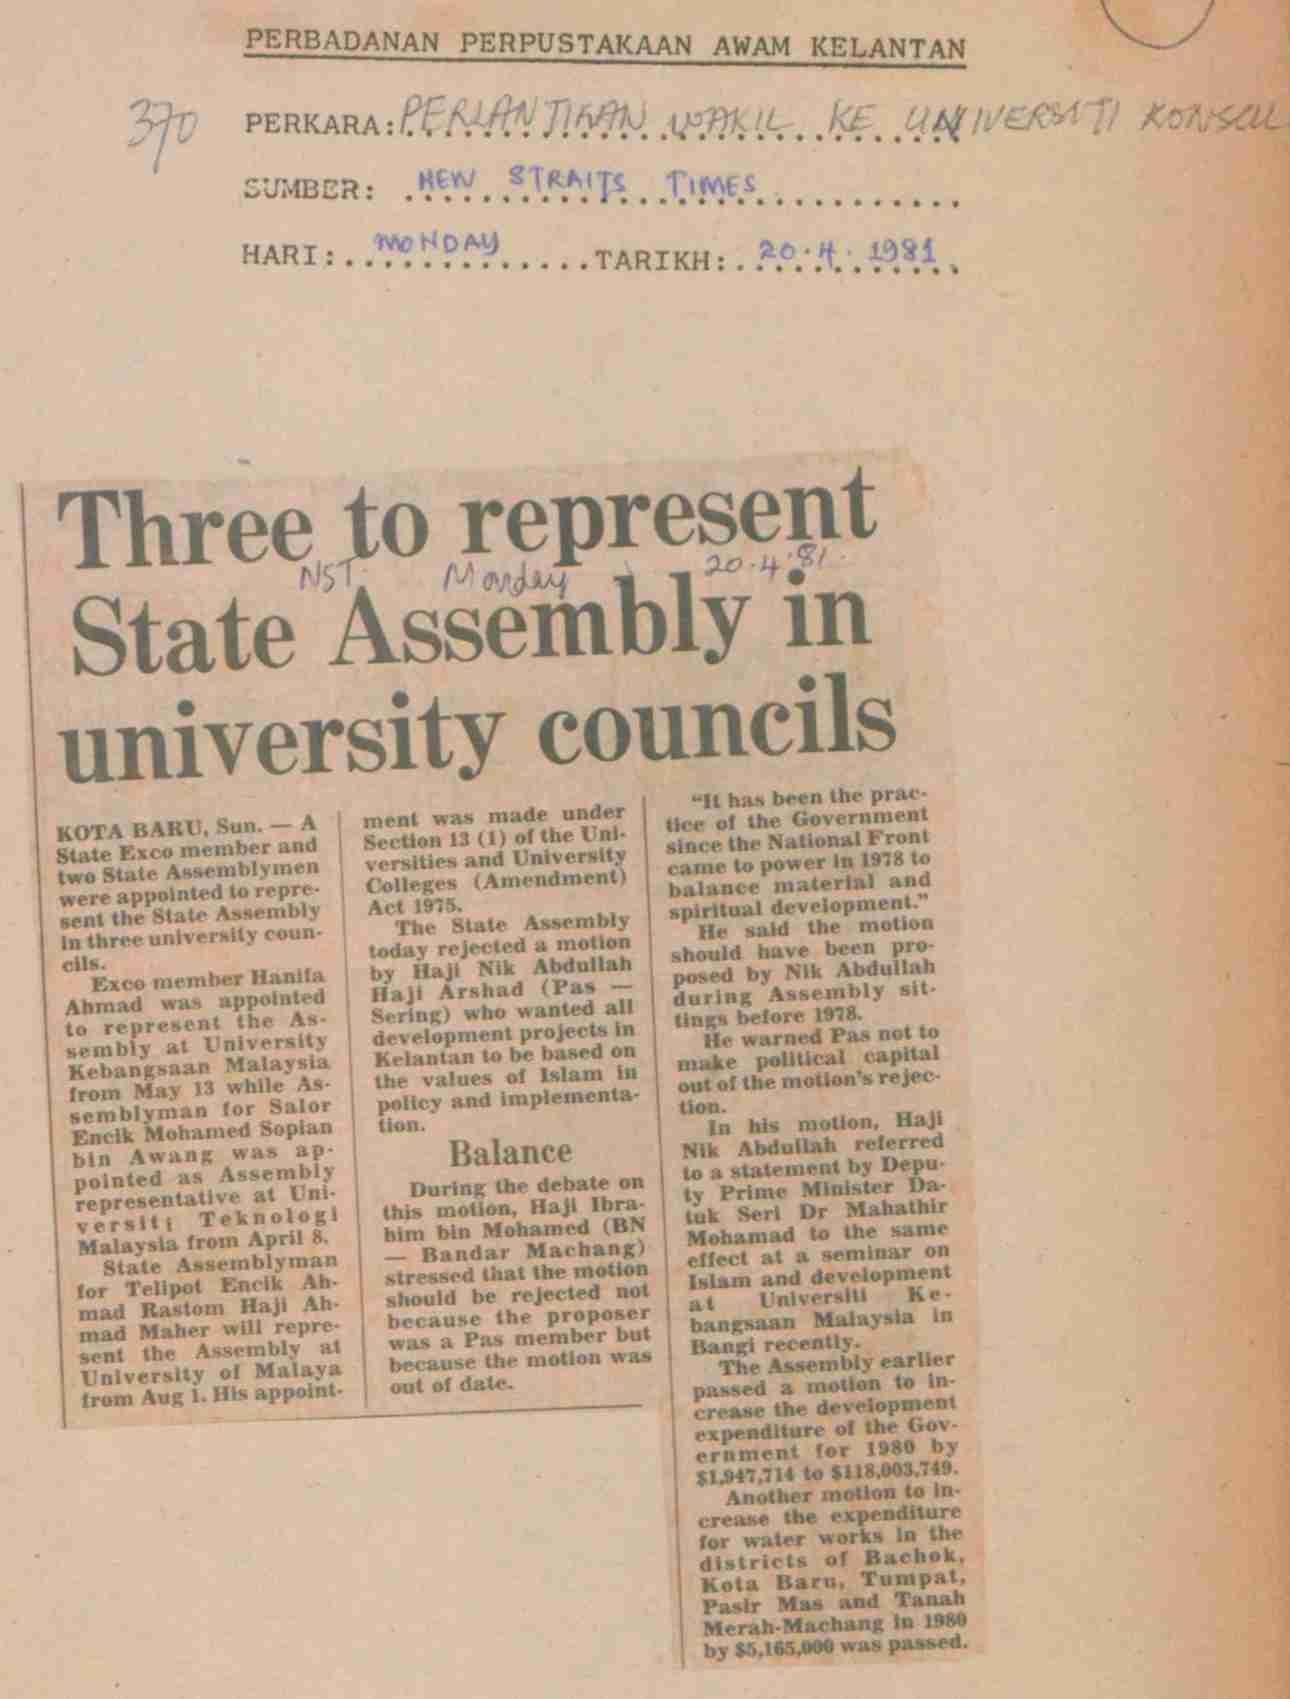 PERBADANAN PERPUSTAKAAN AWAM KELANTAN
370
PERKARA: PERLANTIKAN WAKIL KE UNIVERSITI KONSUL
SUMBER: NEW STRAITS TIMES
HARI: MONDAY TARIKH: 20.4.1981
Three to represent
NST. Monday 20.4.81.
State Assembly in
university councils
KOTA BARU, Sun. — A
State Exco member and
two State Assemblymen
were appointed to repre-
sent the State Assembly
in three university coun-
cils.
Exco member Hanifa
Ahmad was appointed
to represent the As-
sembly at University
Kebangsaan Malaysia
from May 13 while As-
semblyman for Salor
Encik Mohamed Sopian
bin Awang was ap-
pointed as Assembly
representative at Uni-
versiti Teknologi
Malaysia from April 8.
State Assemblyman
for Telipot Encik Ah-
mad Rastom Haji Ah-
mad Maher will repre-
sent the Assembly at
University of Malaya
from Aug 1. His appoint-
ment was made under
Section 13 (1) of the Uni-
versities and University
Colleges (Amendment)
Act 1975.
The State Assembly
today rejected a motion
by Haji Nik Abdullah
Haji Arshad (Pas —
Sering) who wanted all
development projects in
Kelantan to be based on
the values of Islam in
policy and implementa-
tion.
Balance
During the debate on
this motion, Haji Ibra-
him bin Mohamed (BN
— Bandar Machang)
stressed that the motion
should be rejected not
because the proposer
was a Pas member but
because the motion was
out of date.
“It has been the prac-
tice of the Government
since the National Front
came to power in 1978 to
balance material and
spiritual development.”
He said the motion
should have been pro-
posed by Nik Abdullah
during Assembly sit-
tings before 1978.
He warned Pas not to
make political capital
out of the motion's rejec-
tion.
In his motion, Haji
Nik Abdullah referred
to a statement by Depu-
ty Prime Minister Da-
tuk Seri Dr Mahathir
Mohamad to the same
effect at a seminar on
Islam and development
at Universiti Ke-
bangsaan Malaysia in
Bangi recently.
The Assembly earlier
passed a motion to in-
crease the development
expenditure of the Gov-
ernment for 1980 by
$1,947,714 to $118,003,749.
Another motion to in-
crease the expenditure
for water works in the
districts of Bachok,
Kota Baru, Tumpat,
Pasir Mas and Tanah
Merah-Machang in 1980
by $5,165,000 was passed.